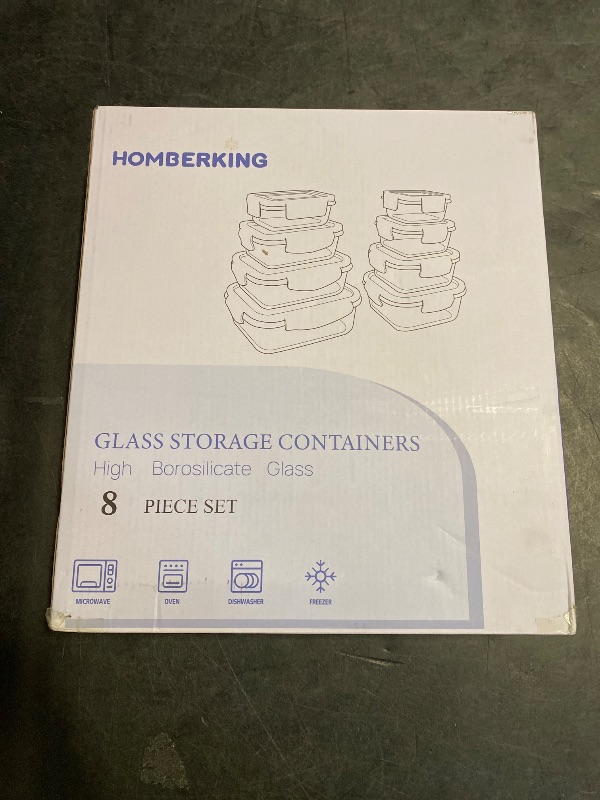 HOMBERKING
GLASS STORAGE CONTAINERS
High Borosilicate Glass
8 PIECE SET
MICROWAVE OVEN DISHWASHER FREEZER